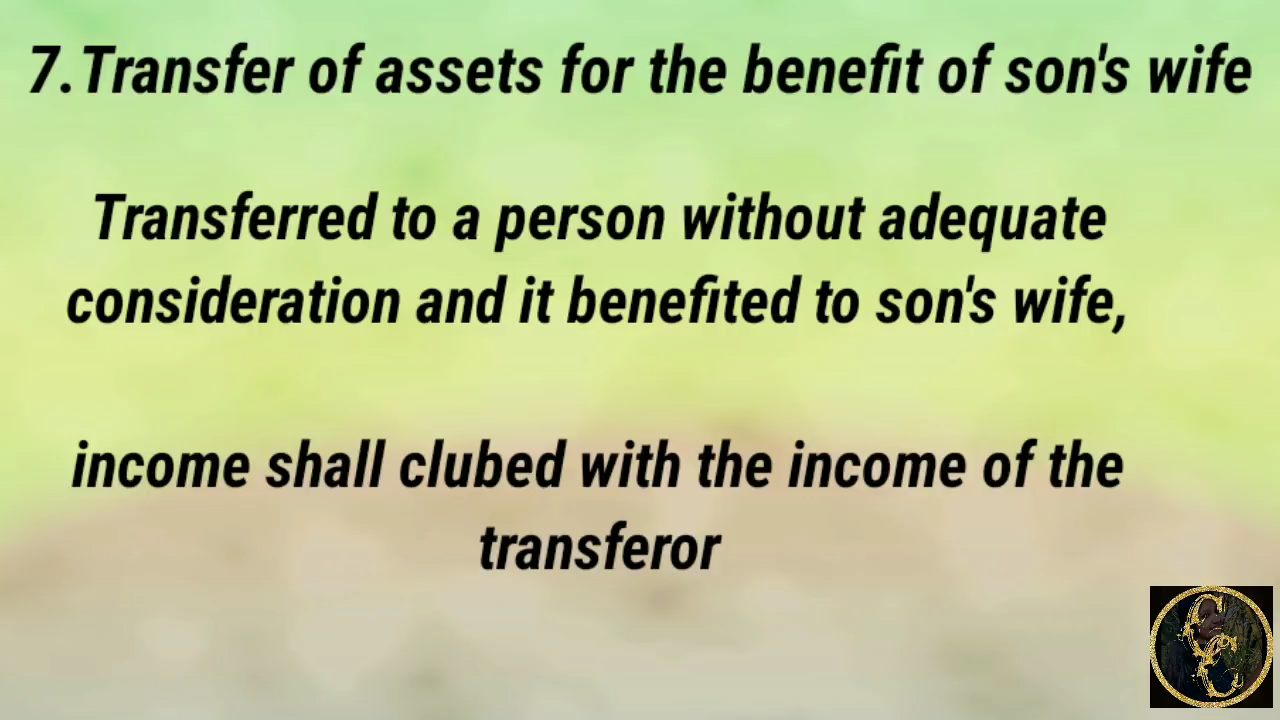 7.Transfer of assets for the benefit of son's wife
Transferred to a person without adequate
consideration and it benefited to son's wife,
income shall clubed with the income of the
transferor